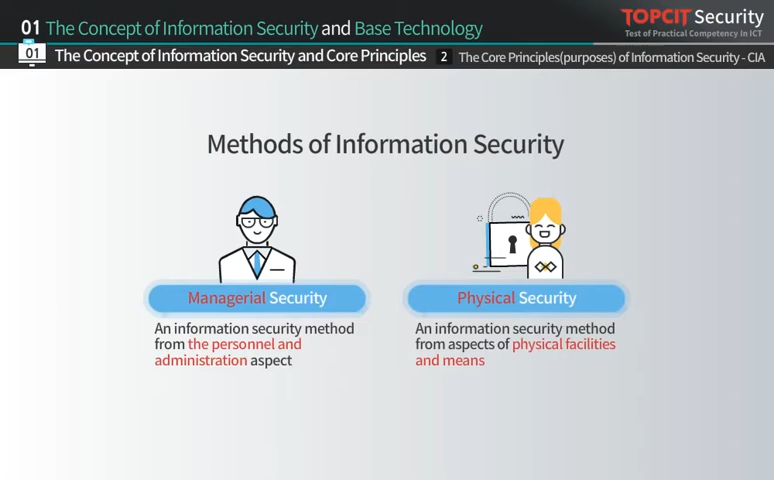 01 The Concept of Information Security and Base Technology
TOPCIT Security
Test of Practical Competency In ICT
01 The Concept of Information Security and Core Principles
2 The Core Principles(purposes) of Information Security - CIA
Methods of Information Security
Managerial Security
An information security method
from the personnel and
administration aspect
Physical Security
An information security method
from aspects of physical facilities
and means